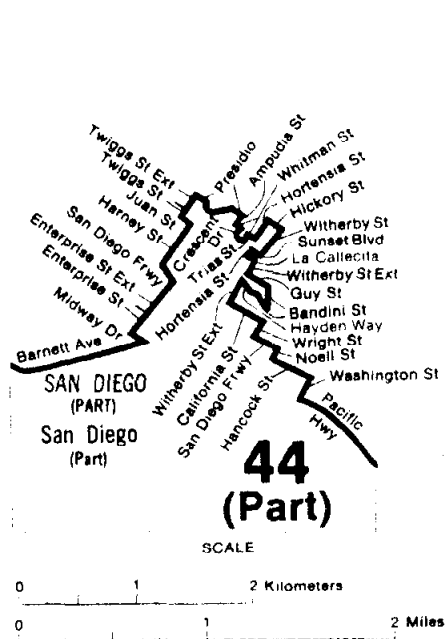 Twiggs St Ext
Twiggs St
Juan St
Harney St
San Diego Frwy
Enterprise St Ext
Enterprise St
Midway Dr
Barnett Ave
Presidio
Ampudia St
Whitman St
Hortensia St
Hickory St
Witherby St
Sunset Blvd
La Callecita
Witherby St Ext
Guy St
Bandini St
Hayden Way
Wright St
Noell St
Washington St
Pacific
Hwy
Crescent
Dr
Trias St
Hortensia St
Witherby St Ext
California St
San Diego Frwy
Hancock St
SAN DIEGO
(PART)
San Diego
(Part)
44
(Part)
SCALE
0 1 2 Kilometers
0 1 2 Miles